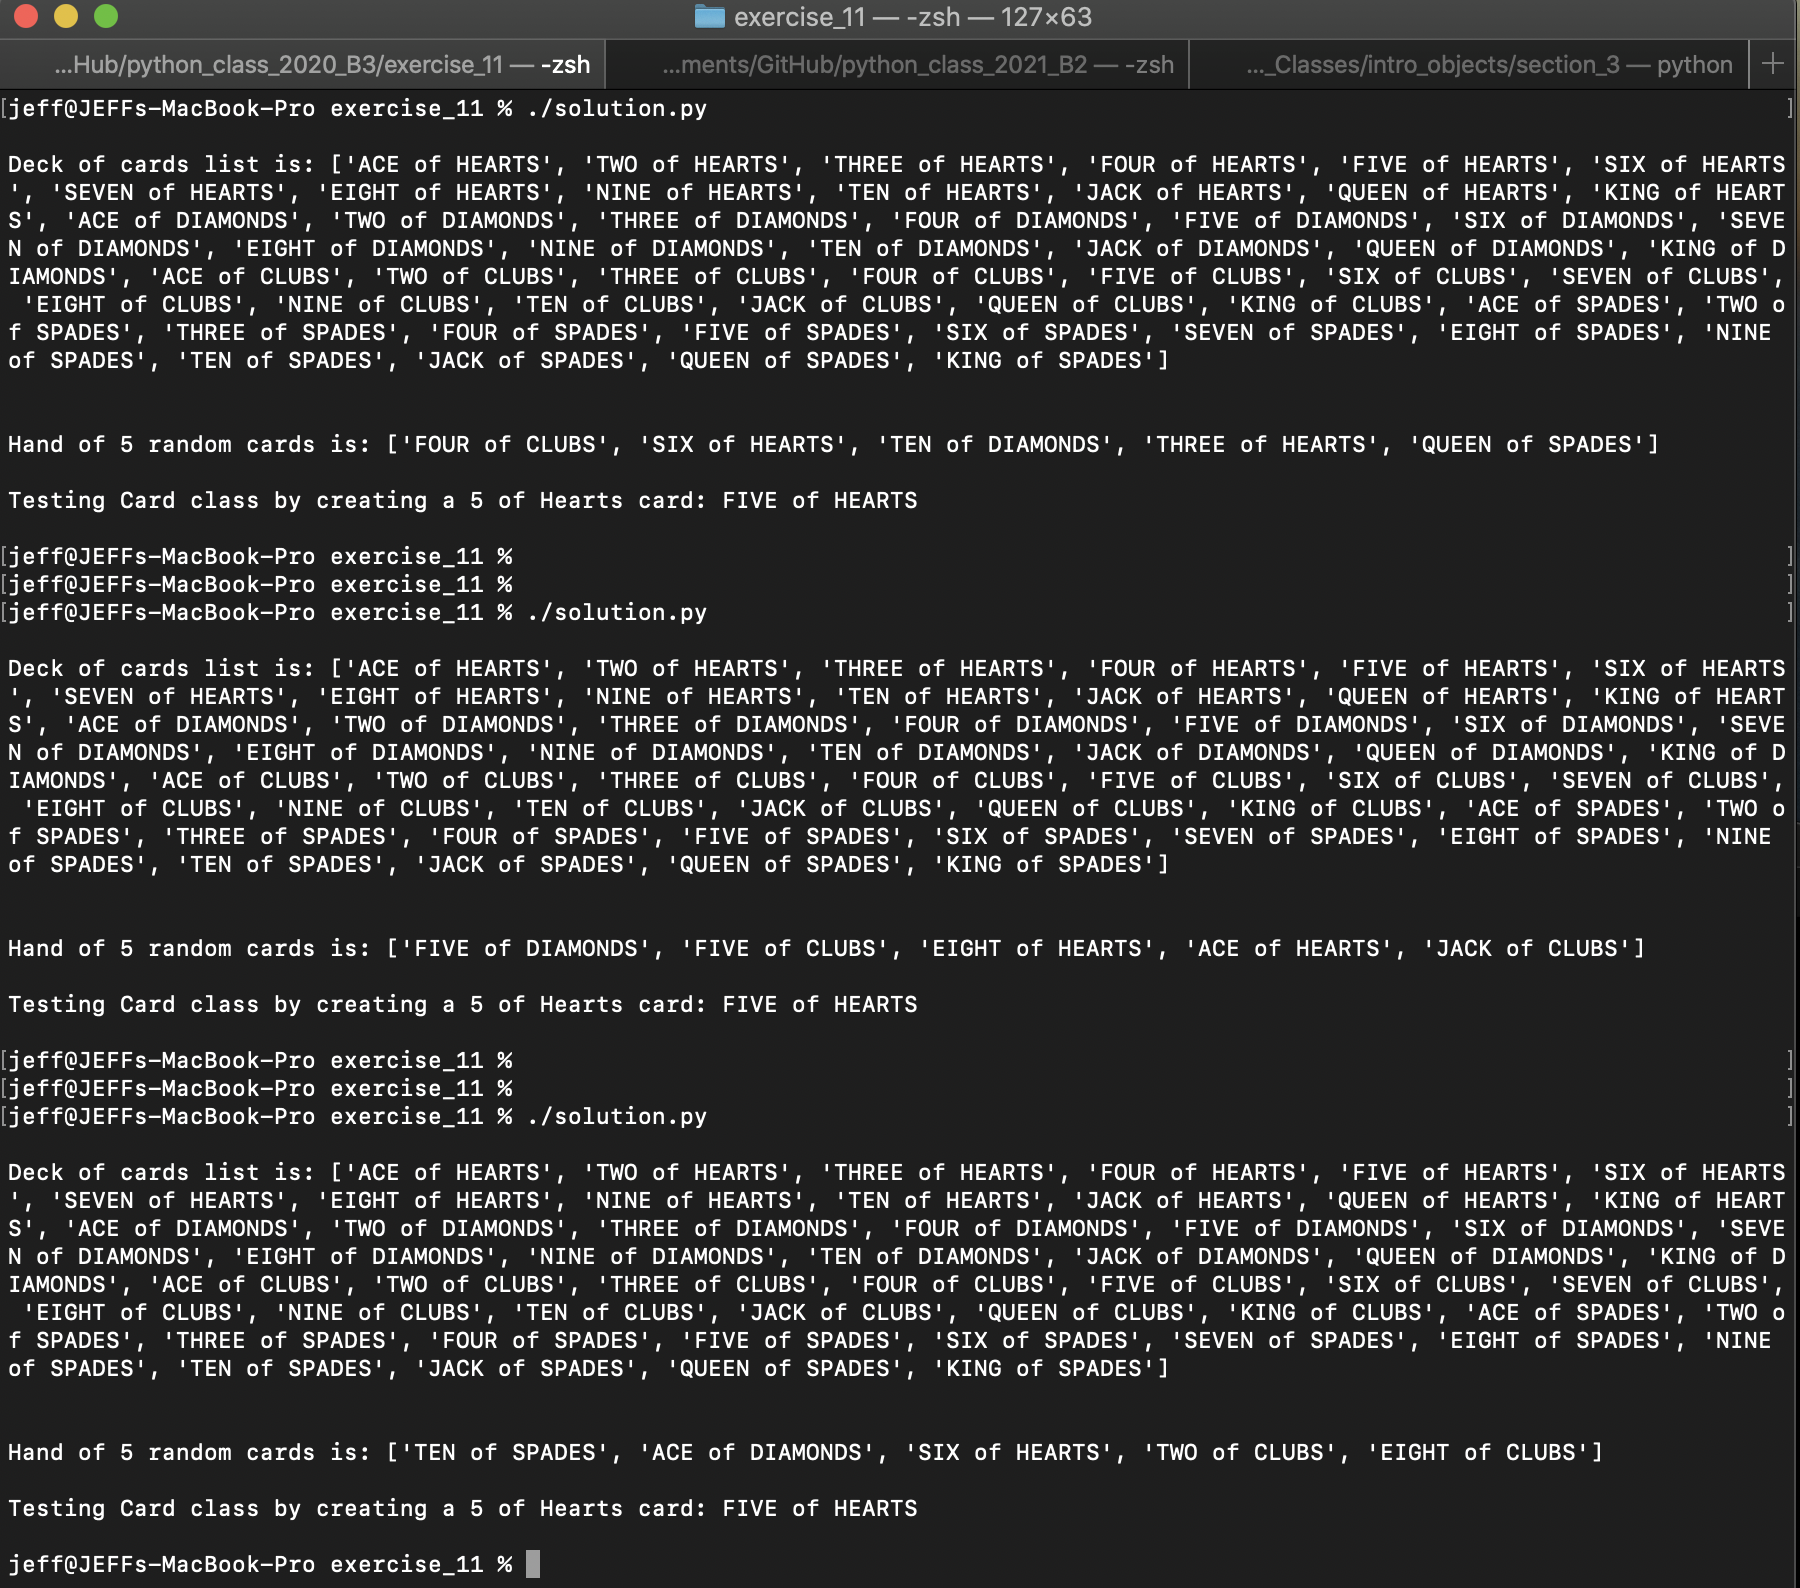 exercise_11 — -zsh — 127×63
...Hub/python_class_2020_B3/exercise_11 — -zsh ...ments/GitHub/python_class_2021_B2 — -zsh ..._Classes/intro_objects/section_3 — python +
[jeff@JEFFs-MacBook-Pro exercise_11 % ./solution.py ]
Deck of cards list is: ['ACE of HEARTS', 'TWO of HEARTS', 'THREE of HEARTS', 'FOUR of HEARTS', 'FIVE of HEARTS', 'SIX of HEARTS
', 'SEVEN of HEARTS', 'EIGHT of HEARTS', 'NINE of HEARTS', 'TEN of HEARTS', 'JACK of HEARTS', 'QUEEN of HEARTS', 'KING of HEART
S', 'ACE of DIAMONDS', 'TWO of DIAMONDS', 'THREE of DIAMONDS', 'FOUR of DIAMONDS', 'FIVE of DIAMONDS', 'SIX of DIAMONDS', 'SEVE
N of DIAMONDS', 'EIGHT of DIAMONDS', 'NINE of DIAMONDS', 'TEN of DIAMONDS', 'JACK of DIAMONDS', 'QUEEN of DIAMONDS', 'KING of D
IAMONDS', 'ACE of CLUBS', 'TWO of CLUBS', 'THREE of CLUBS', 'FOUR of CLUBS', 'FIVE of CLUBS', 'SIX of CLUBS', 'SEVEN of CLUBS',
'EIGHT of CLUBS', 'NINE of CLUBS', 'TEN of CLUBS', 'JACK of CLUBS', 'QUEEN of CLUBS', 'KING of CLUBS', 'ACE of SPADES', 'TWO o
f SPADES', 'THREE of SPADES', 'FOUR of SPADES', 'FIVE of SPADES', 'SIX of SPADES', 'SEVEN of SPADES', 'EIGHT of SPADES', 'NINE
of SPADES', 'TEN of SPADES', 'JACK of SPADES', 'QUEEN of SPADES', 'KING of SPADES']
Hand of 5 random cards is: ['FOUR of CLUBS', 'SIX of HEARTS', 'TEN of DIAMONDS', 'THREE of HEARTS', 'QUEEN of SPADES']
Testing Card class by creating a 5 of Hearts card: FIVE of HEARTS
[jeff@JEFFs-MacBook-Pro exercise_11 % ]
[jeff@JEFFs-MacBook-Pro exercise_11 % ]
[jeff@JEFFs-MacBook-Pro exercise_11 % ./solution.py ]
Deck of cards list is: ['ACE of HEARTS', 'TWO of HEARTS', 'THREE of HEARTS', 'FOUR of HEARTS', 'FIVE of HEARTS', 'SIX of HEARTS
', 'SEVEN of HEARTS', 'EIGHT of HEARTS', 'NINE of HEARTS', 'TEN of HEARTS', 'JACK of HEARTS', 'QUEEN of HEARTS', 'KING of HEART
S', 'ACE of DIAMONDS', 'TWO of DIAMONDS', 'THREE of DIAMONDS', 'FOUR of DIAMONDS', 'FIVE of DIAMONDS', 'SIX of DIAMONDS', 'SEVE
N of DIAMONDS', 'EIGHT of DIAMONDS', 'NINE of DIAMONDS', 'TEN of DIAMONDS', 'JACK of DIAMONDS', 'QUEEN of DIAMONDS', 'KING of D
IAMONDS', 'ACE of CLUBS', 'TWO of CLUBS', 'THREE of CLUBS', 'FOUR of CLUBS', 'FIVE of CLUBS', 'SIX of CLUBS', 'SEVEN of CLUBS',
'EIGHT of CLUBS', 'NINE of CLUBS', 'TEN of CLUBS', 'JACK of CLUBS', 'QUEEN of CLUBS', 'KING of CLUBS', 'ACE of SPADES', 'TWO o
f SPADES', 'THREE of SPADES', 'FOUR of SPADES', 'FIVE of SPADES', 'SIX of SPADES', 'SEVEN of SPADES', 'EIGHT of SPADES', 'NINE
of SPADES', 'TEN of SPADES', 'JACK of SPADES', 'QUEEN of SPADES', 'KING of SPADES']
Hand of 5 random cards is: ['FIVE of DIAMONDS', 'FIVE of CLUBS', 'EIGHT of HEARTS', 'ACE of HEARTS', 'JACK of CLUBS']
Testing Card class by creating a 5 of Hearts card: FIVE of HEARTS
[jeff@JEFFs-MacBook-Pro exercise_11 % ]
[jeff@JEFFs-MacBook-Pro exercise_11 % ]
[jeff@JEFFs-MacBook-Pro exercise_11 % ./solution.py ]
Deck of cards list is: ['ACE of HEARTS', 'TWO of HEARTS', 'THREE of HEARTS', 'FOUR of HEARTS', 'FIVE of HEARTS', 'SIX of HEARTS
', 'SEVEN of HEARTS', 'EIGHT of HEARTS', 'NINE of HEARTS', 'TEN of HEARTS', 'JACK of HEARTS', 'QUEEN of HEARTS', 'KING of HEART
S', 'ACE of DIAMONDS', 'TWO of DIAMONDS', 'THREE of DIAMONDS', 'FOUR of DIAMONDS', 'FIVE of DIAMONDS', 'SIX of DIAMONDS', 'SEVE
N of DIAMONDS', 'EIGHT of DIAMONDS', 'NINE of DIAMONDS', 'TEN of DIAMONDS', 'JACK of DIAMONDS', 'QUEEN of DIAMONDS', 'KING of D
IAMONDS', 'ACE of CLUBS', 'TWO of CLUBS', 'THREE of CLUBS', 'FOUR of CLUBS', 'FIVE of CLUBS', 'SIX of CLUBS', 'SEVEN of CLUBS',
'EIGHT of CLUBS', 'NINE of CLUBS', 'TEN of CLUBS', 'JACK of CLUBS', 'QUEEN of CLUBS', 'KING of CLUBS', 'ACE of SPADES', 'TWO o
f SPADES', 'THREE of SPADES', 'FOUR of SPADES', 'FIVE of SPADES', 'SIX of SPADES', 'SEVEN of SPADES', 'EIGHT of SPADES', 'NINE
of SPADES', 'TEN of SPADES', 'JACK of SPADES', 'QUEEN of SPADES', 'KING of SPADES']
Hand of 5 random cards is: ['TEN of SPADES', 'ACE of DIAMONDS', 'SIX of HEARTS', 'TWO of CLUBS', 'EIGHT of CLUBS']
Testing Card class by creating a 5 of Hearts card: FIVE of HEARTS
jeff@JEFFs-MacBook-Pro exercise_11 %